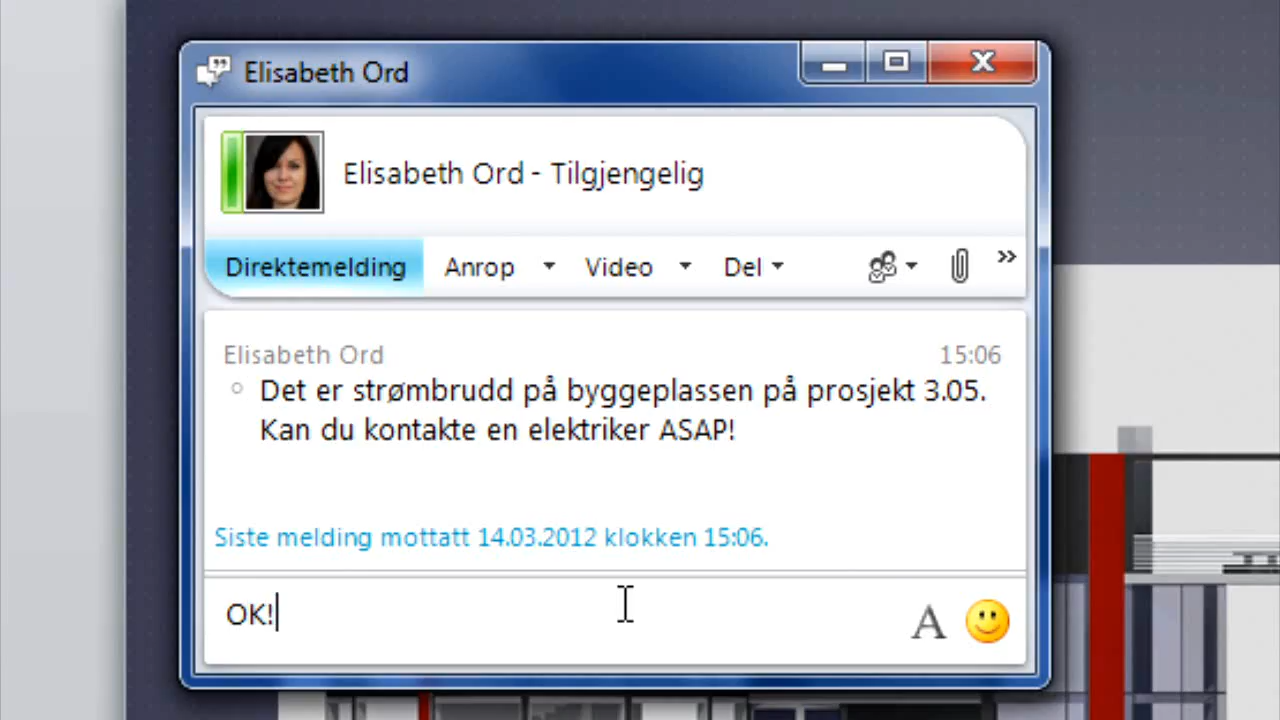 Elisabeth Ord
Elisabeth Ord - Tilgjengelig
Direktemelding Anrop Video Del
Elisabeth Ord 15:06
Det er strømbrudd på byggeplassen på prosjekt 3.05.
Kan du kontakte en elektriker ASAP!
Siste melding mottatt 14.03.2012 klokken 15:06.
OK!
A